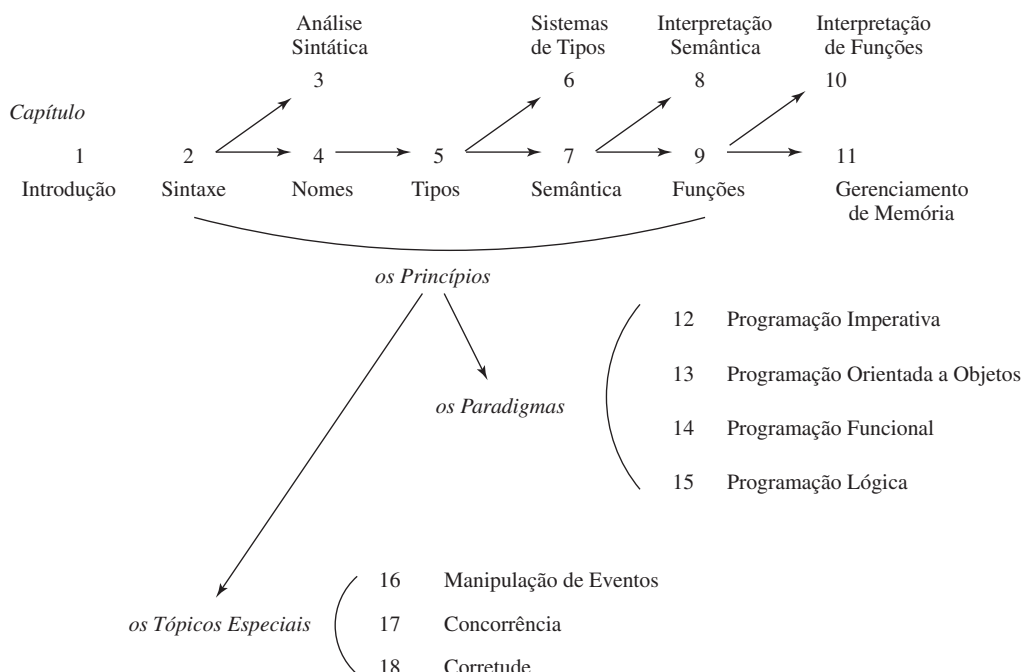 Análise
Sintática
3
Sistemas
de Tipos
6
Interpretação
Semântica
8
Interpretação
de Funções
10
Capítulo
1
2
4
5
7
9
11
Introdução
Sintaxe
Nomes
Tipos
Semântica
Funções
Gerenciamento
de Memória
os Princípios
os Paradigmas
12 Programação Imperativa
13 Programação Orientada a Objetos
14 Programação Funcional
15 Programação Lógica
os Tópicos Especiais
16 Manipulação de Eventos
17 Concorrência
18 Corretude